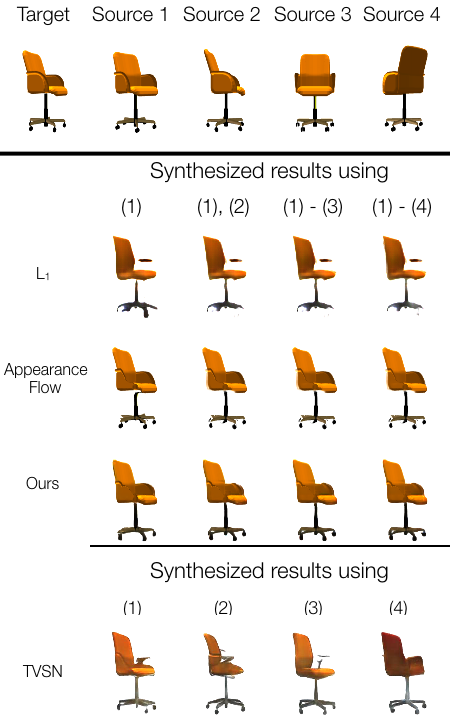 Target Source 1 Source 2 Source 3 Source 4
Synthesized results using
(1) (1), (2) (1) - (3) (1) - (4)
L₁
Appearance
Flow
Ours
Synthesized results using
(1) (2) (3) (4)
TVSN